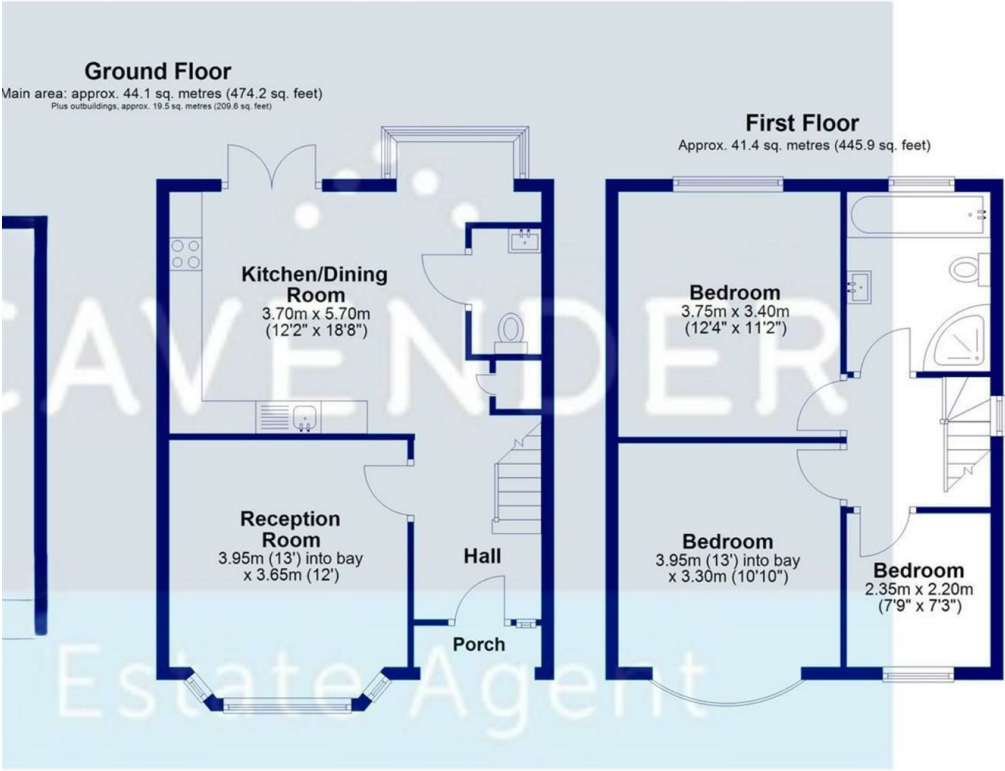 Ground Floor
Main area: approx. 44.1 sq. metres (474.2 sq. feet)
Plus outbuildings, approx. 19.5 sq. metres (209.6 sq. feet)
First Floor
Approx. 41.4 sq. metres (445.9 sq. feet)
Kitchen/Dining
Room
3.70m x 5.70m
(12'2" x 18'8")
Bedroom
3.75m x 3.40m
(12'4" x 11'2")
CAVENDER
Reception
Room
3.95m (13') into bay
x 3.65m (12')
Hall
Porch
Bedroom
3.95m (13') into bay
x 3.30m (10'10")
Bedroom
2.35m x 2.20m
(7'9" x 7'3")
Estate Agent